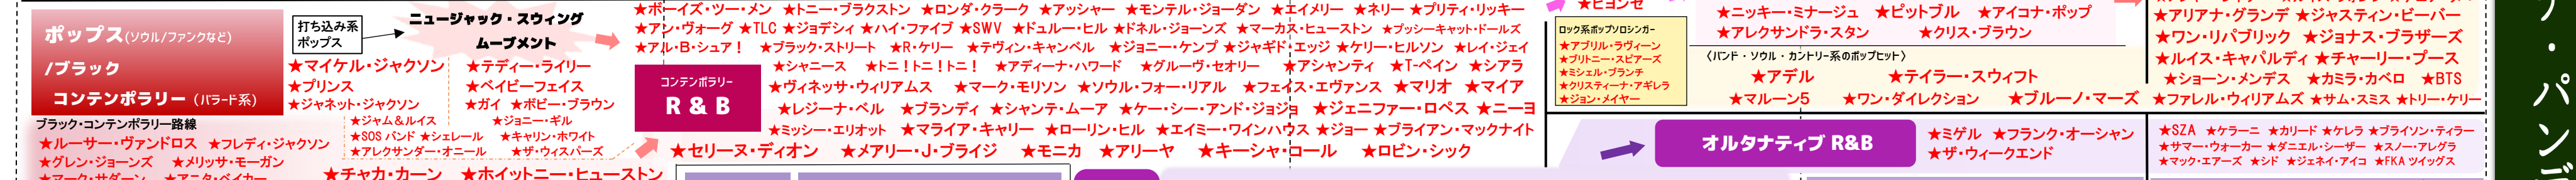 ポップス(ソウル/ファンクなど)
/ブラック
コンテンポラリー（バラード系）
打ち込み系
ポップス
ニュージャック・スウィング
ムーブメント
★マイケル・ジャクソン
★プリンス
★ジャネット・ジャクソン
★テディー・ライリー
★ベイビーフェイス
★ガイ ★ボビー・ブラウン
★ジャム＆ルイス
★ジョニー・ギル
★SOS バンド ★シェレール
★キャリン・ホワイト
★アレクサンダー・オニール
★ザ・ウィスパーズ
ブラック・コンテンポラリー路線
★ルーサー・ヴァンドロス ★フレディ・ジャクソン
★グレン・ジョーンズ ★メリッサ・モーガン
★マーク・サダーン ★アニタ・ベイカー
★チャカ・カーン ★ホイットニー・ヒューストン
★ボーイズ・ツー・メン ★トニー・ブラクストン ★ロンダ・クラーク ★アッシャー ★モンテル・ジョーダン ★エイメリー ★ネリー ★プリティ・リッキー
★アン・ヴォーグ ★TLC ★ジョデシィ ★ハイ・ファイブ ★SWV ★ドゥルー・ヒル ★ドネル・ジョーンズ ★マーカス・ヒューストン ★プッシーキャット・ドールズ
★アル・B・シュア！ ★ブラック・ストリート ★R・ケリー ★テヴィン・キャンベル ★ジョニー・ケンプ ★ジャギド・エッジ ★ケリー・ヒルソン ★レイ・ジェイ
コンテンポラリー
R & B
★シャニース ★トニ！トニ！トニ！ ★アディーナ・ハワード ★グルーヴ・セオリー ★アシャンティ ★T-ペイン ★シアラ
★ヴィネッサ・ウィリアムス ★マーク・モリソン ★ソウル・フォー・リアル ★フェイス・エヴァンス ★マリオ ★マイア
★レジーナ・ベル ★ブランディ ★シャンテ・ムーア ★ケー・シー・アンド・ジョジョ ★ジェニファー・ロペス ★ニーヨ
★ミッシー・エリオット ★マライア・キャリー ★ローリン・ヒル ★エイミー・ワインハウス ★ジョー ★ブライアン・マックナイト
★セリーヌ・ディオン ★メアリー・J・ブライジ ★モニカ ★アリーヤ ★キーシャ・コール ★ロビン・シック
★ビヨンセ
ロック系ポップソロシンガー
★アブリル・ラヴィーン
★ブリトニー・スピアーズ
★ミシェル・ブランチ
★クリスティーナ・アギレラ
★ジョン・メイヤー
★ニッキー・ミナージュ ★ピットブル ★アイコナ・ポップ
★アレクサンドラ・スタン ★クリス・ブラウン
〈バンド・ソウル・カントリー系のポップヒット〉
★アデル ★テイラー・スウィフト
★マルーン5 ★ワン・ダイレクション ★ブルーノ・マーズ
★アリアナ・グランデ ★ジャスティン・ビーバー
★ワン・リパブリック ★ジョナス・ブラザーズ
★ルイス・キャパルディ ★チャーリー・プース
★ショーン・メンデス ★カミラ・カベロ ★BTS
★ファレル・ウィリアムズ ★サム・スミス ★トリー・ケリー
オルタナティブ R&B
★ミゲル ★フランク・オーシャン
★ザ・ウィークエンド
★SZA ★ケラーニ ★カリード ★ケレラ ★ブライソン・ティラー
★サマー・ウォーカー ★ダニエル・シーザー ★スノー・アレグラ
★マック・エアーズ ★シド ★ジェネイ・アイコ ★FKA ツイッグス
・パンデ